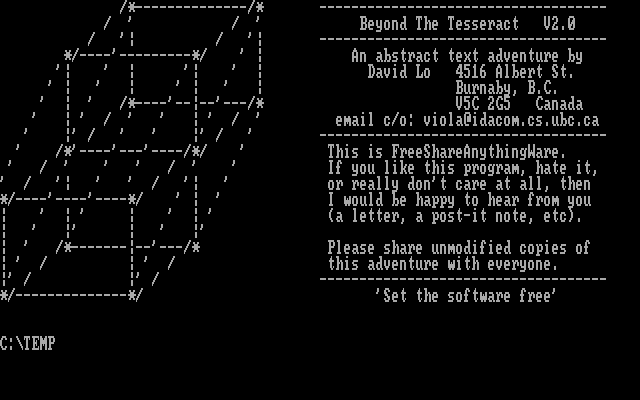 Beyond The Tesseract V2.0
An abstract text adventure by
David Lo 4516 Albert St.
Burnaby, B.C.
V5C 2G5 Canada
email c/o: viola@idacom.cs.ubc.ca
This is FreeShareAnythingWare.
If you like this program, hate it,
or really don't care at all, then
I would be happy to hear from you
(a letter, a post-it note, etc).
Please share unmodified copies of
this adventure with everyone.
'Set the software free'
C:\TEMP